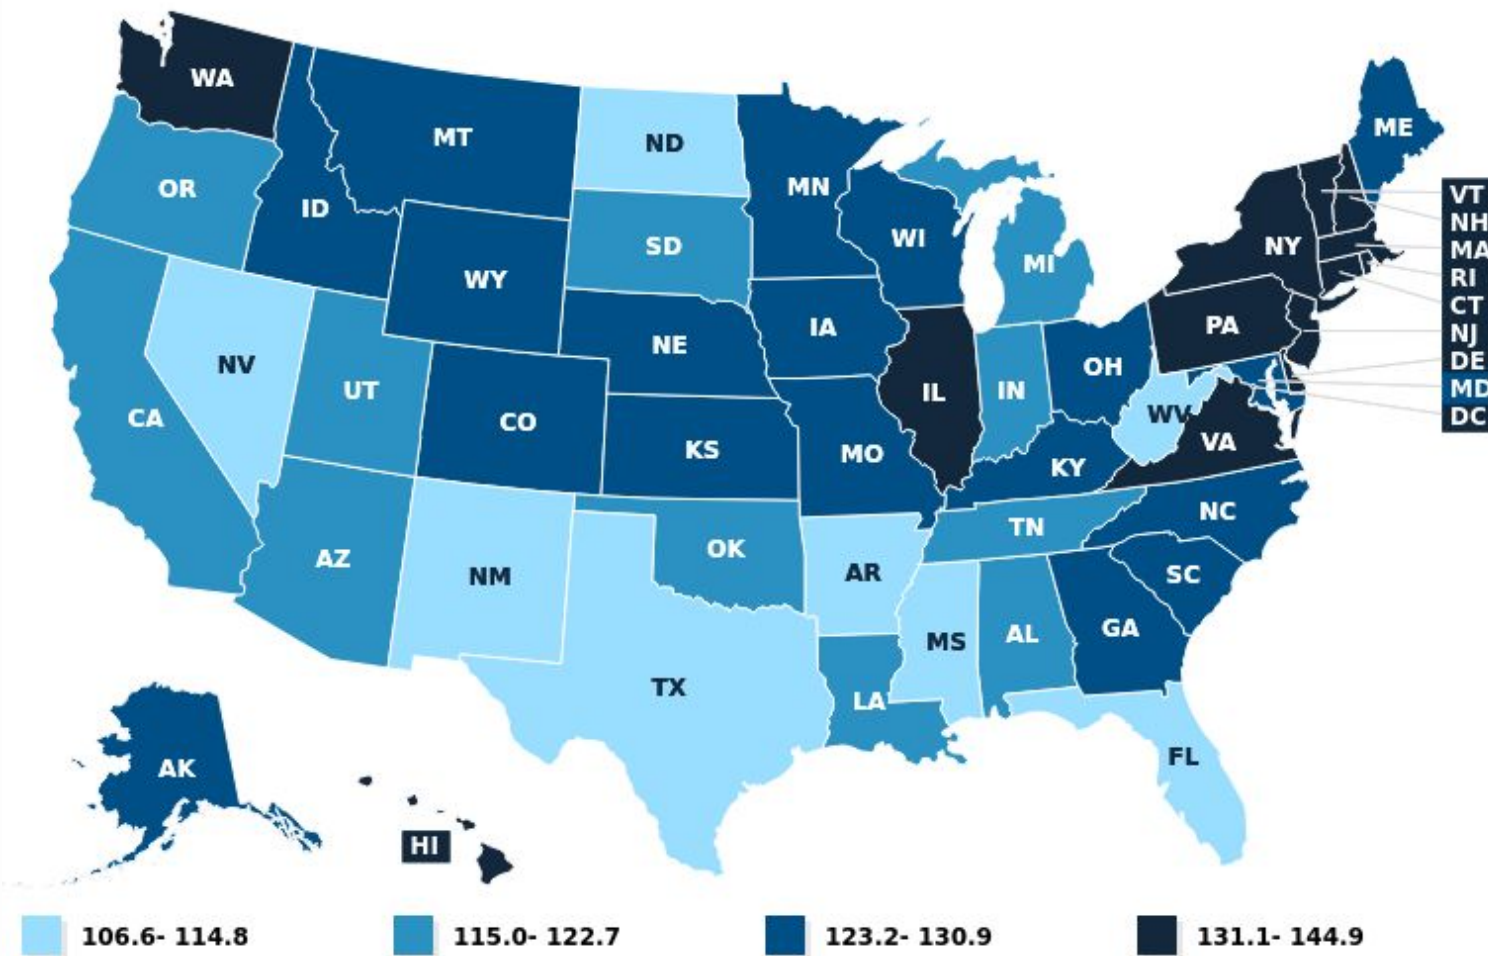 WA
MT
ND
ME
MN
VT
OR
ID
NH
WI
NY
SD
MA
MI
RI
WY
CT
PA
IA
NJ
NE
DE
NV
OH
UT
IN
MD
IL
CA
CO
WV
DC
VA
KS
MO
KY
NC
TN
OK
AZ
AR
SC
NM
GA
AL
MS
TX
LA
FL
AK
HI
106.6- 114.8
115.0- 122.7
123.2- 130.9
131.1- 144.9